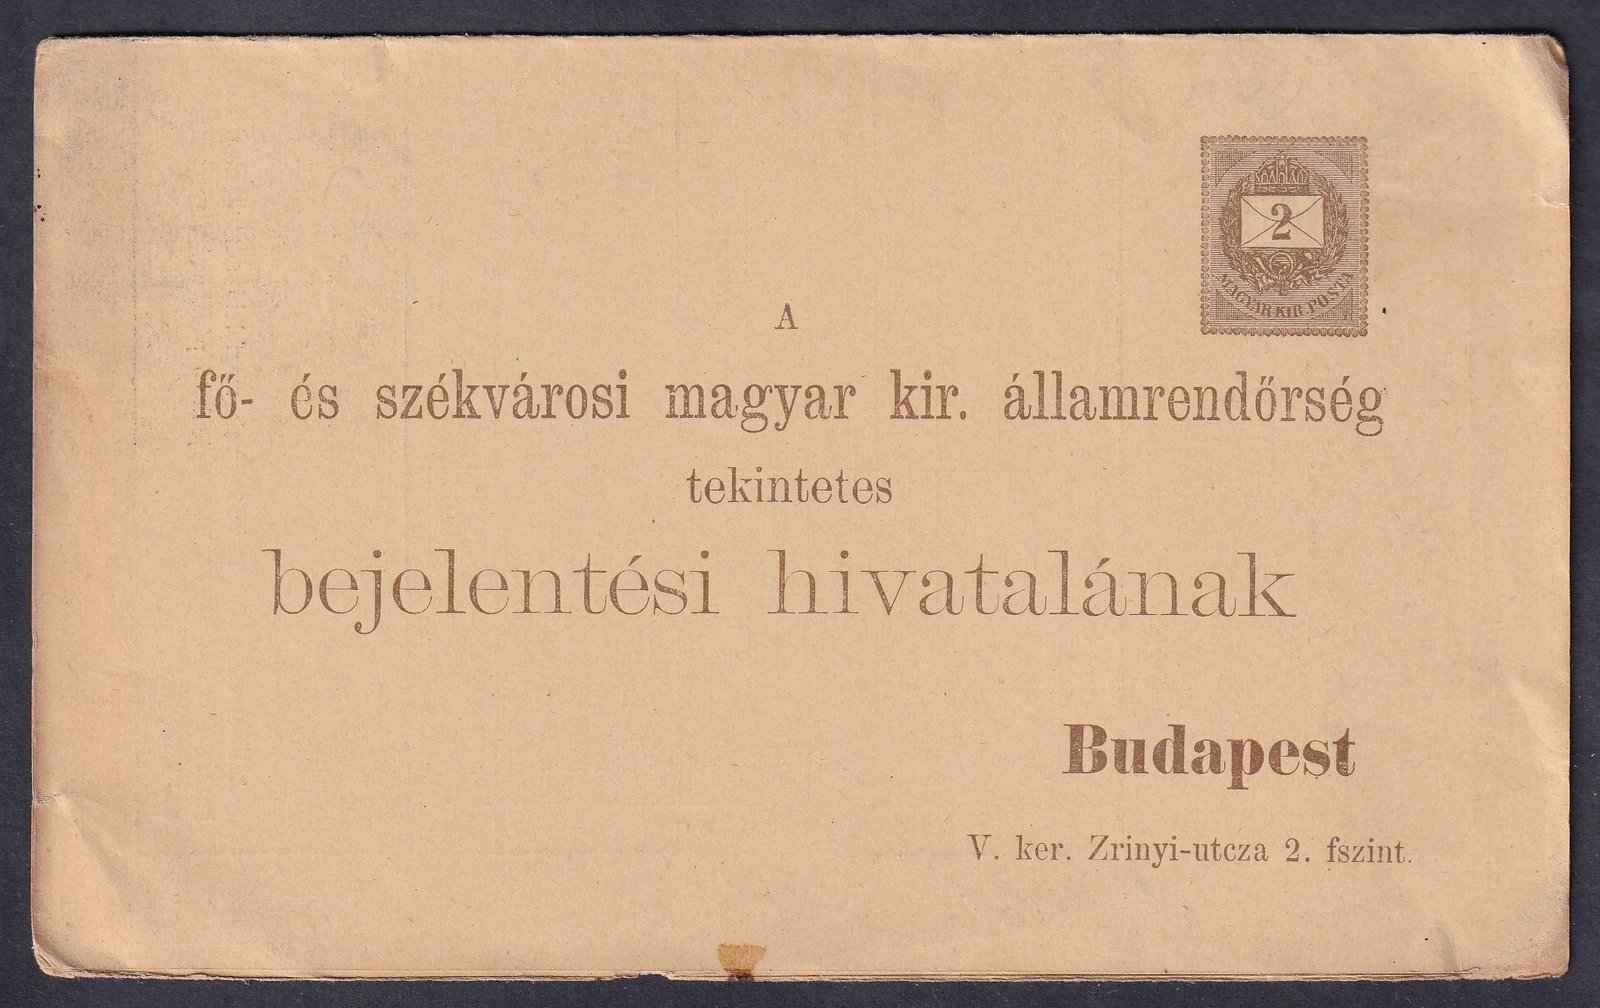 2
MAGYAR KIR. POSTA
A
fő- és székvárosi magyar kir. államrendőrség
tekintetes
bejelentési hivatalának
Budapest
V. ker. Zrinyi-utcza 2. fszint.